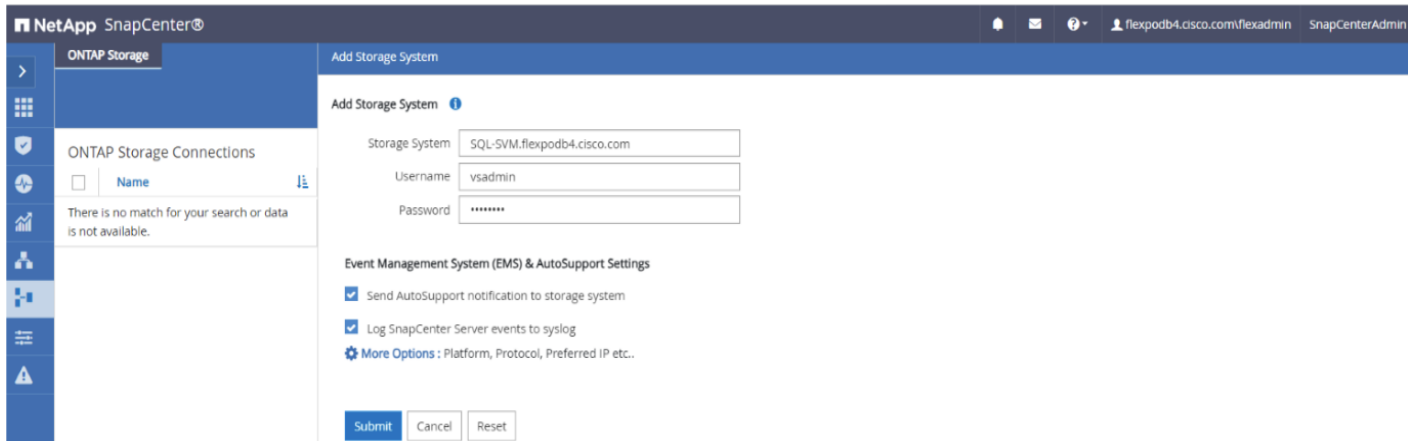 NetApp SnapCenter®
flexpodb4.cisco.com\flexadmin SnapCenterAdmin
ONTAP Storage
Add Storage System
Add Storage System
Storage System SQL-SVM.flexpodb4.cisco.com
ONTAP Storage Connections
Username vsadmin
Name
Password ••••••••
There is no match for your search or data
is not available.
Event Management System (EMS) & AutoSupport Settings
Send AutoSupport notification to storage system
Log SnapCenter Server events to syslog
More Options : Platform, Protocol, Preferred IP etc..
Submit Cancel Reset